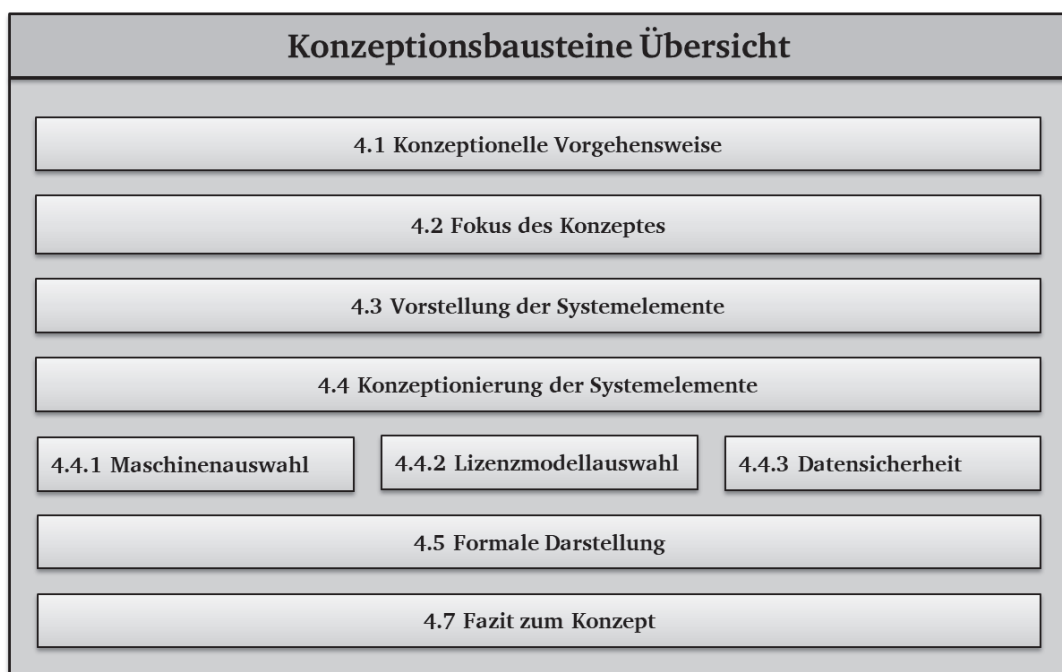 Konzeptionsbausteine Übersicht
4.1 Konzeptionelle Vorgehensweise
4.2 Fokus des Konzeptes
4.3 Vorstellung der Systemelemente
4.4 Konzeptionierung der Systemelemente
4.4.1 Maschinenauswahl
4.4.2 Lizenzmodellauswahl
4.4.3 Datensicherheit
4.5 Formale Darstellung
4.7 Fazit zum Konzept